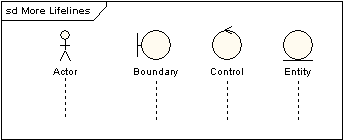 sd More Lifelines
Actor
Boundary
Control
Entity